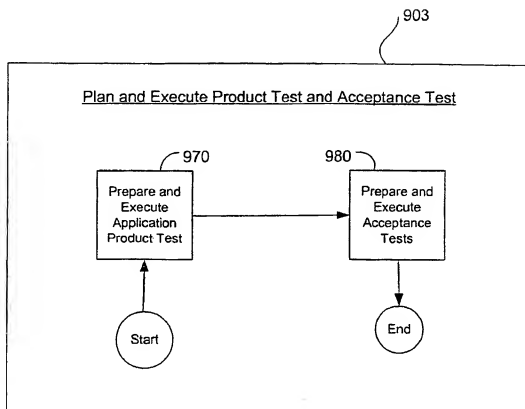 903
Plan and Execute Product Test and Acceptance Test
970
980
Prepare and
Execute
Application
Product Test
Prepare and
Execute
Acceptance
Tests
Start
End